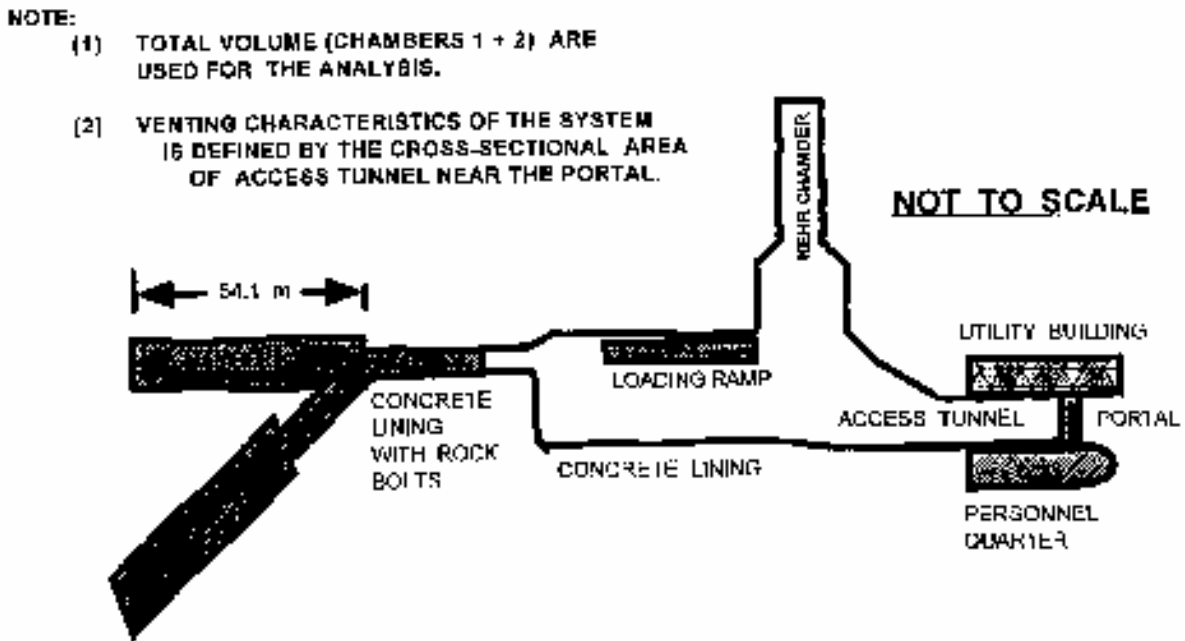 NOTE:
(1) TOTAL VOLUME (CHAMBERS 1 + 2) ARE
USED FOR THE ANALYSIS.
(2) VENTING CHARACTERISTICS OF THE SYSTEM
IS DEFINED BY THE CROSS-SECTIONAL AREA
OF ACCESS TUNNEL NEAR THE PORTAL.
KEHR CHAMBER
NOT TO SCALE
54.1 m
UTILITY BUILDING
LOADING RAMP
CONCRETE
LINING
WITH ROCK
BOLTS
ACCESS TUNNEL
PORTAL
CONCRETE LINING
PERSONNEL
QUARTER